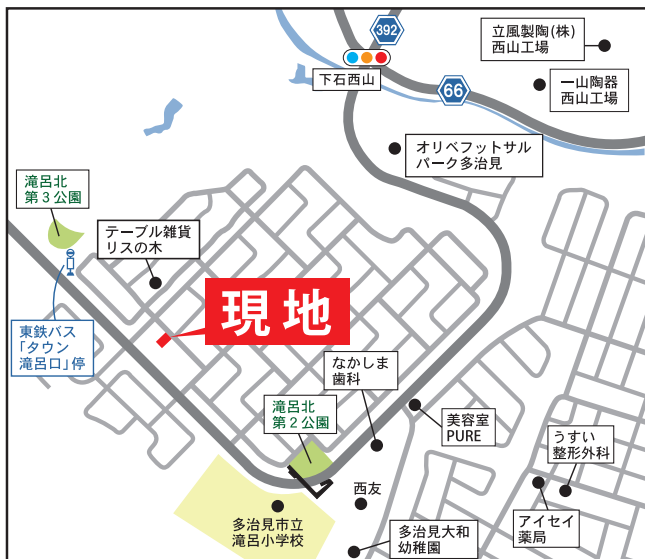 392
立風製陶(株)
西山工場
下石西山
66
一山陶器
西山工場
オリベフットサル
パーク多治見
滝呂北
第3公園
テーブル雑貨
リスの木
現地
東鉄バス
「タウン
滝呂口」停
なかしま
歯科
滝呂北
第2公園
美容室
PURE
うすい
整形外科
西友
多治見市立
滝呂小学校
多治見大和
幼稚園
アイセイ
薬局